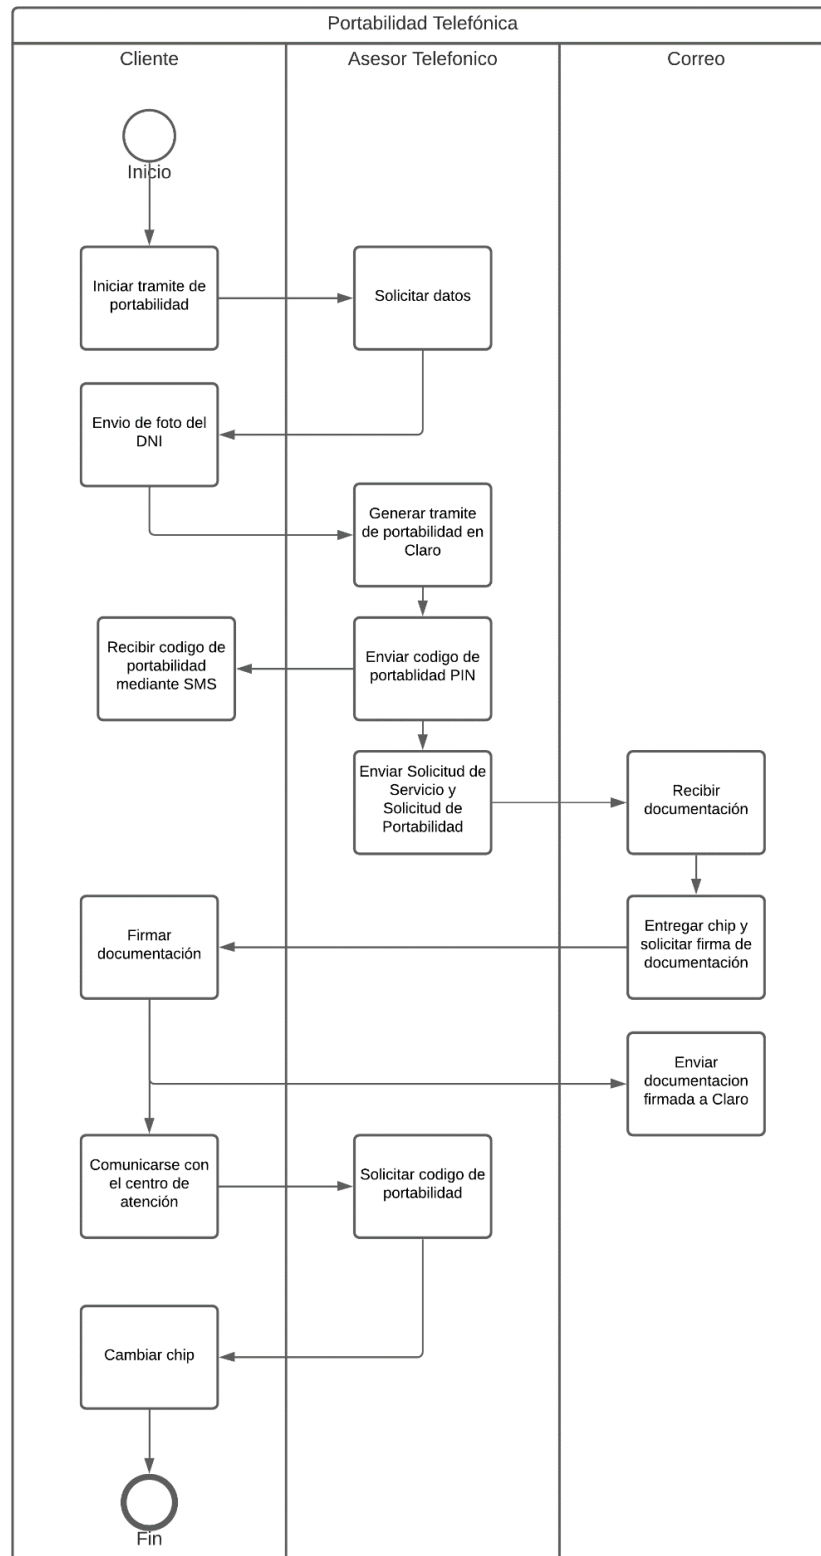 Portabilidad Telefónica
Cliente
Asesor Telefonico
Correo
Inicio
Iniciar tramite de
portabilidad
Solicitar datos
Envio de foto del
DNI
Generar tramite
de portabilidad en
Claro
Recibir codigo de
portabilidad
mediante SMS
Enviar codigo de
portablidad PIN
Enviar Solicitud de
Servicio y
Solicitud de
Portabilidad
Recibir
documentación
Firmar
documentación
Entregar chip y
solicitar firma de
documentación
Enviar
documentacion
firmada a Claro
Comunicarse con
el centro de
atención
Solicitar codigo de
portabilidad
Cambiar chip
Fin